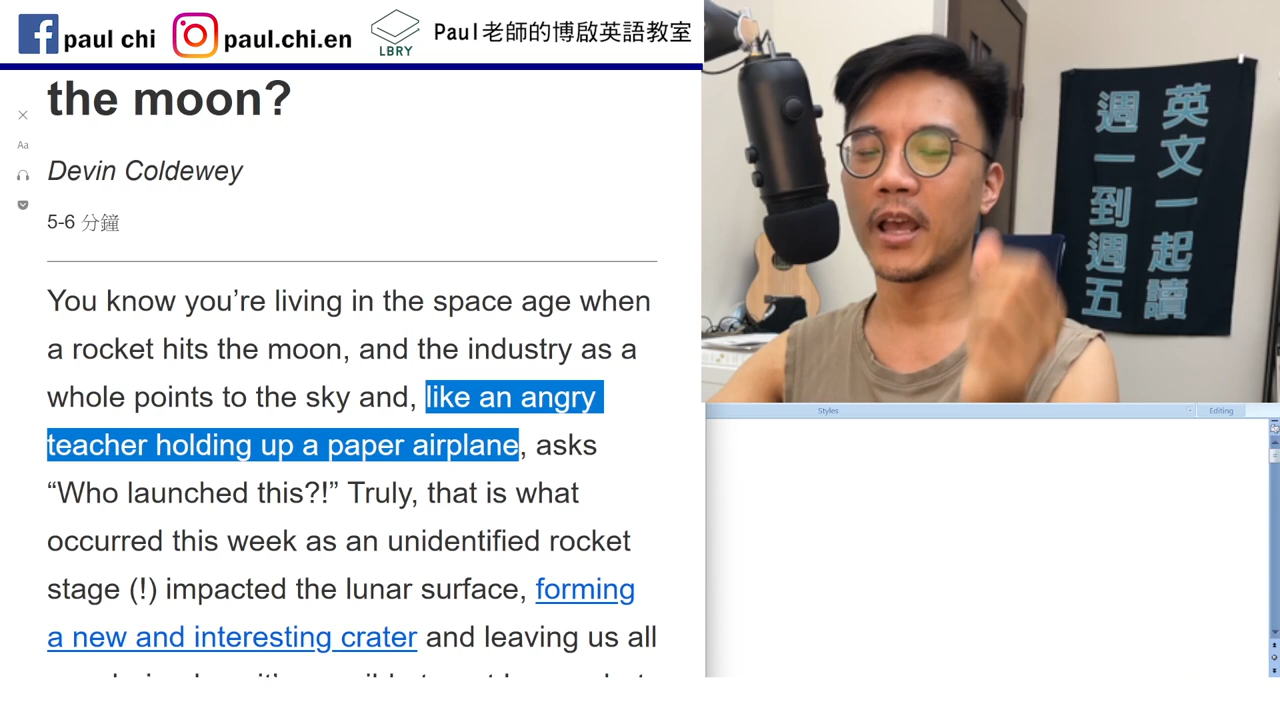 paul chi
paul.chi.en
LBRY
Paul老師的博啟英語教室
the moon?
Aa
Devin Coldewey
5-6 分鐘
You know you’re living in the space age when
a rocket hits the moon, and the industry as a
whole points to the sky and, like an angry
teacher holding up a paper airplane, asks
“Who launched this?!” Truly, that is what
occurred this week as an unidentified rocket
stage (!) impacted the lunar surface, forming
a new and interesting crater and leaving us all
英文一起讀
週一到週五
Styles
Editing